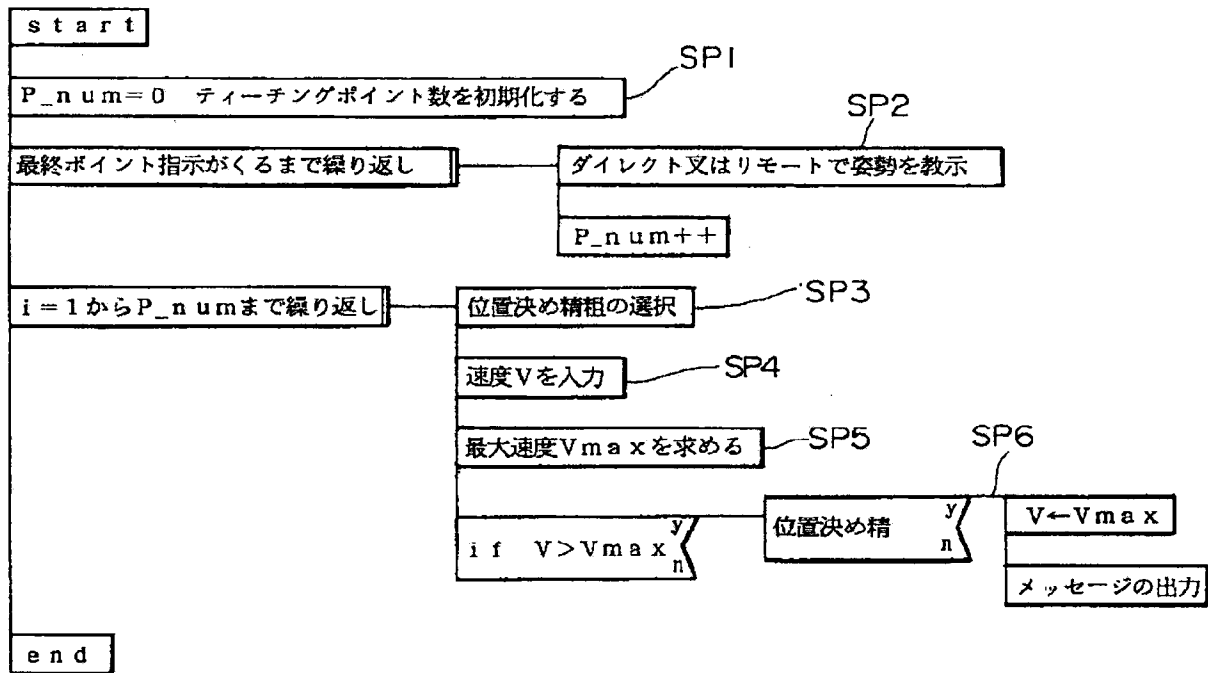 start
SP1
P_num=0 ティーチングポイント数を初期化する
SP2
最終ポイント指示がくるまで繰り返し
ダイレクト又はリモートで姿勢を教示
P_num++
i=1からP_numまで繰り返し
位置決め精粗の選択
SP3
速度Vを入力
SP4
最大速度Vmaxを求める
SP5
SP6
if V>Vmax
y
n
位置決め精
y
n
V←Vmax
メッセージの出力
end